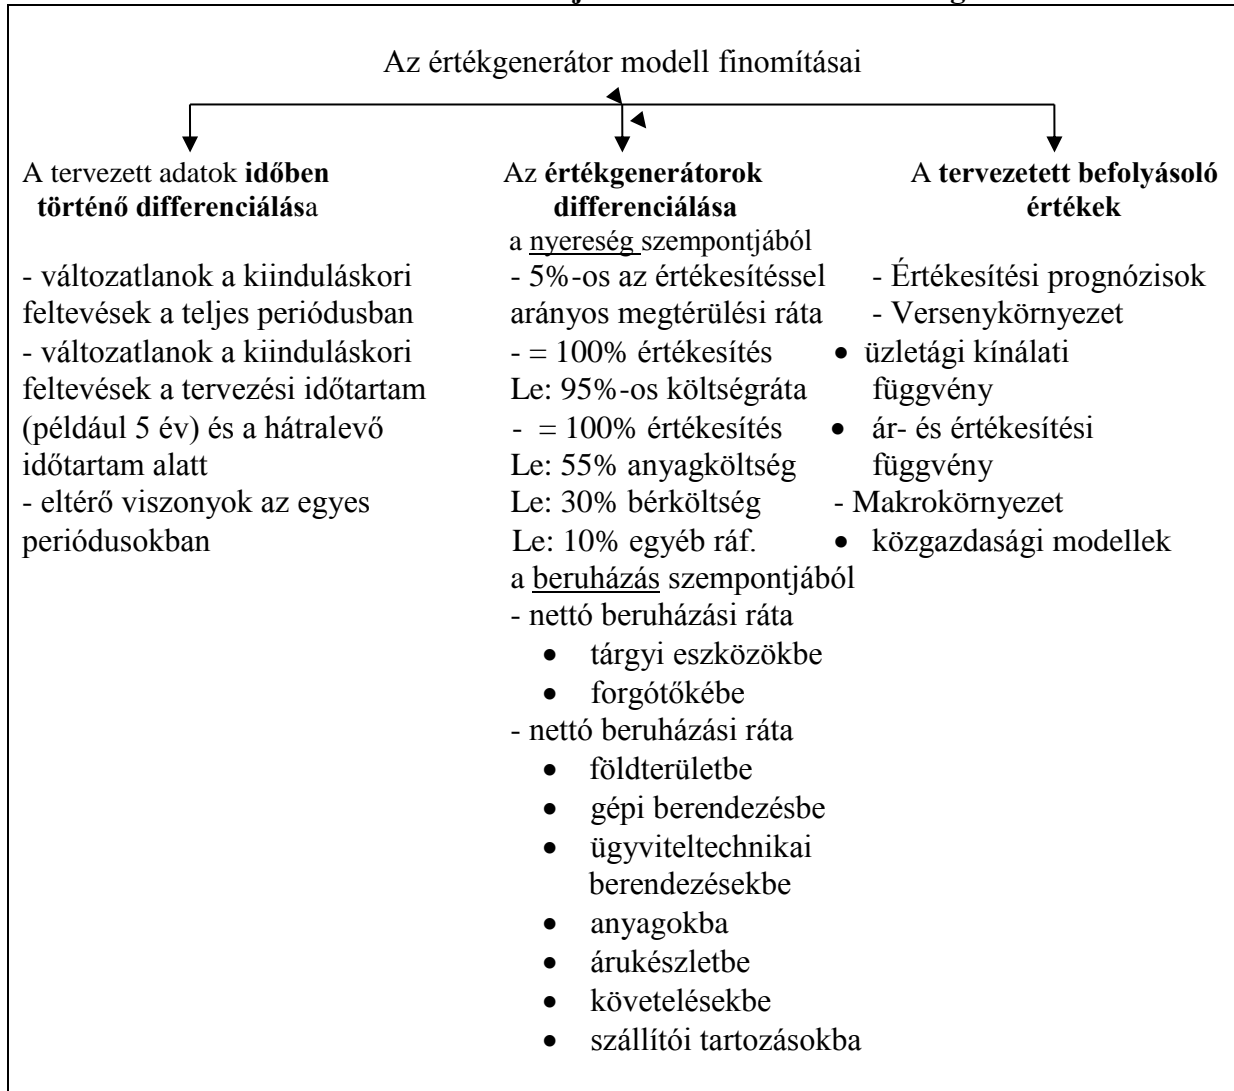 Az értékgenerátor modell finomításai
A tervezett adatok időben
történő differenciálása
- változatlanok a kiinduláskori
feltevések a teljes periódusban
- változatlanok a kiinduláskori
feltevések a tervezési időtartam
(például 5 év) és a hátralevő
időtartam alatt
- eltérő viszonyok az egyes
periódusokban
Az értékgenerátorok
differenciálása
a nyereség szempontjából
- 5%-os az értékesítéssel
arányos megtérülési ráta
- = 100% értékesítés
Le: 95%-os költségráta
- = 100% értékesítés
Le: 55% anyagköltség
Le: 30% bérköltség
Le: 10% egyéb ráf.
a beruházás szempontjából
- nettó beruházási ráta
• tárgyi eszközökbe
• forgótőkébe
- nettó beruházási ráta
• földterületbe
• gépi berendezésbe
• ügyviteltechnikai
berendezésekbe
• anyagokba
• árukészletbe
• követelésekbe
• szállítói tartozásokba
A tervezetett befolyásoló
értékek
- Értékesítési prognózisok
- Versenykörnyezet
• üzletági kínálati
függvény
• ár- és értékesítési
függvény
- Makrokörnyezet
• közgazdasági modellek